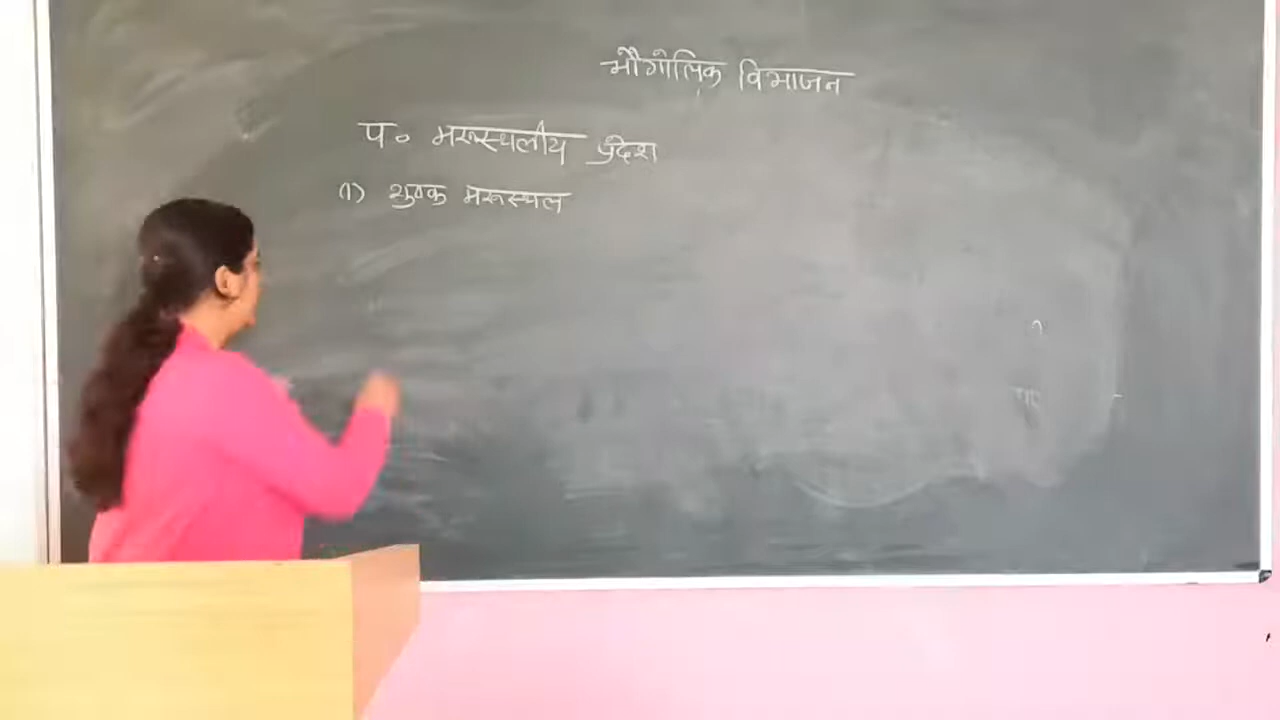 भौगोलिक विभाजन
प० मरूस्थलीय प्रदेश
(1) शुष्क मरूस्थल